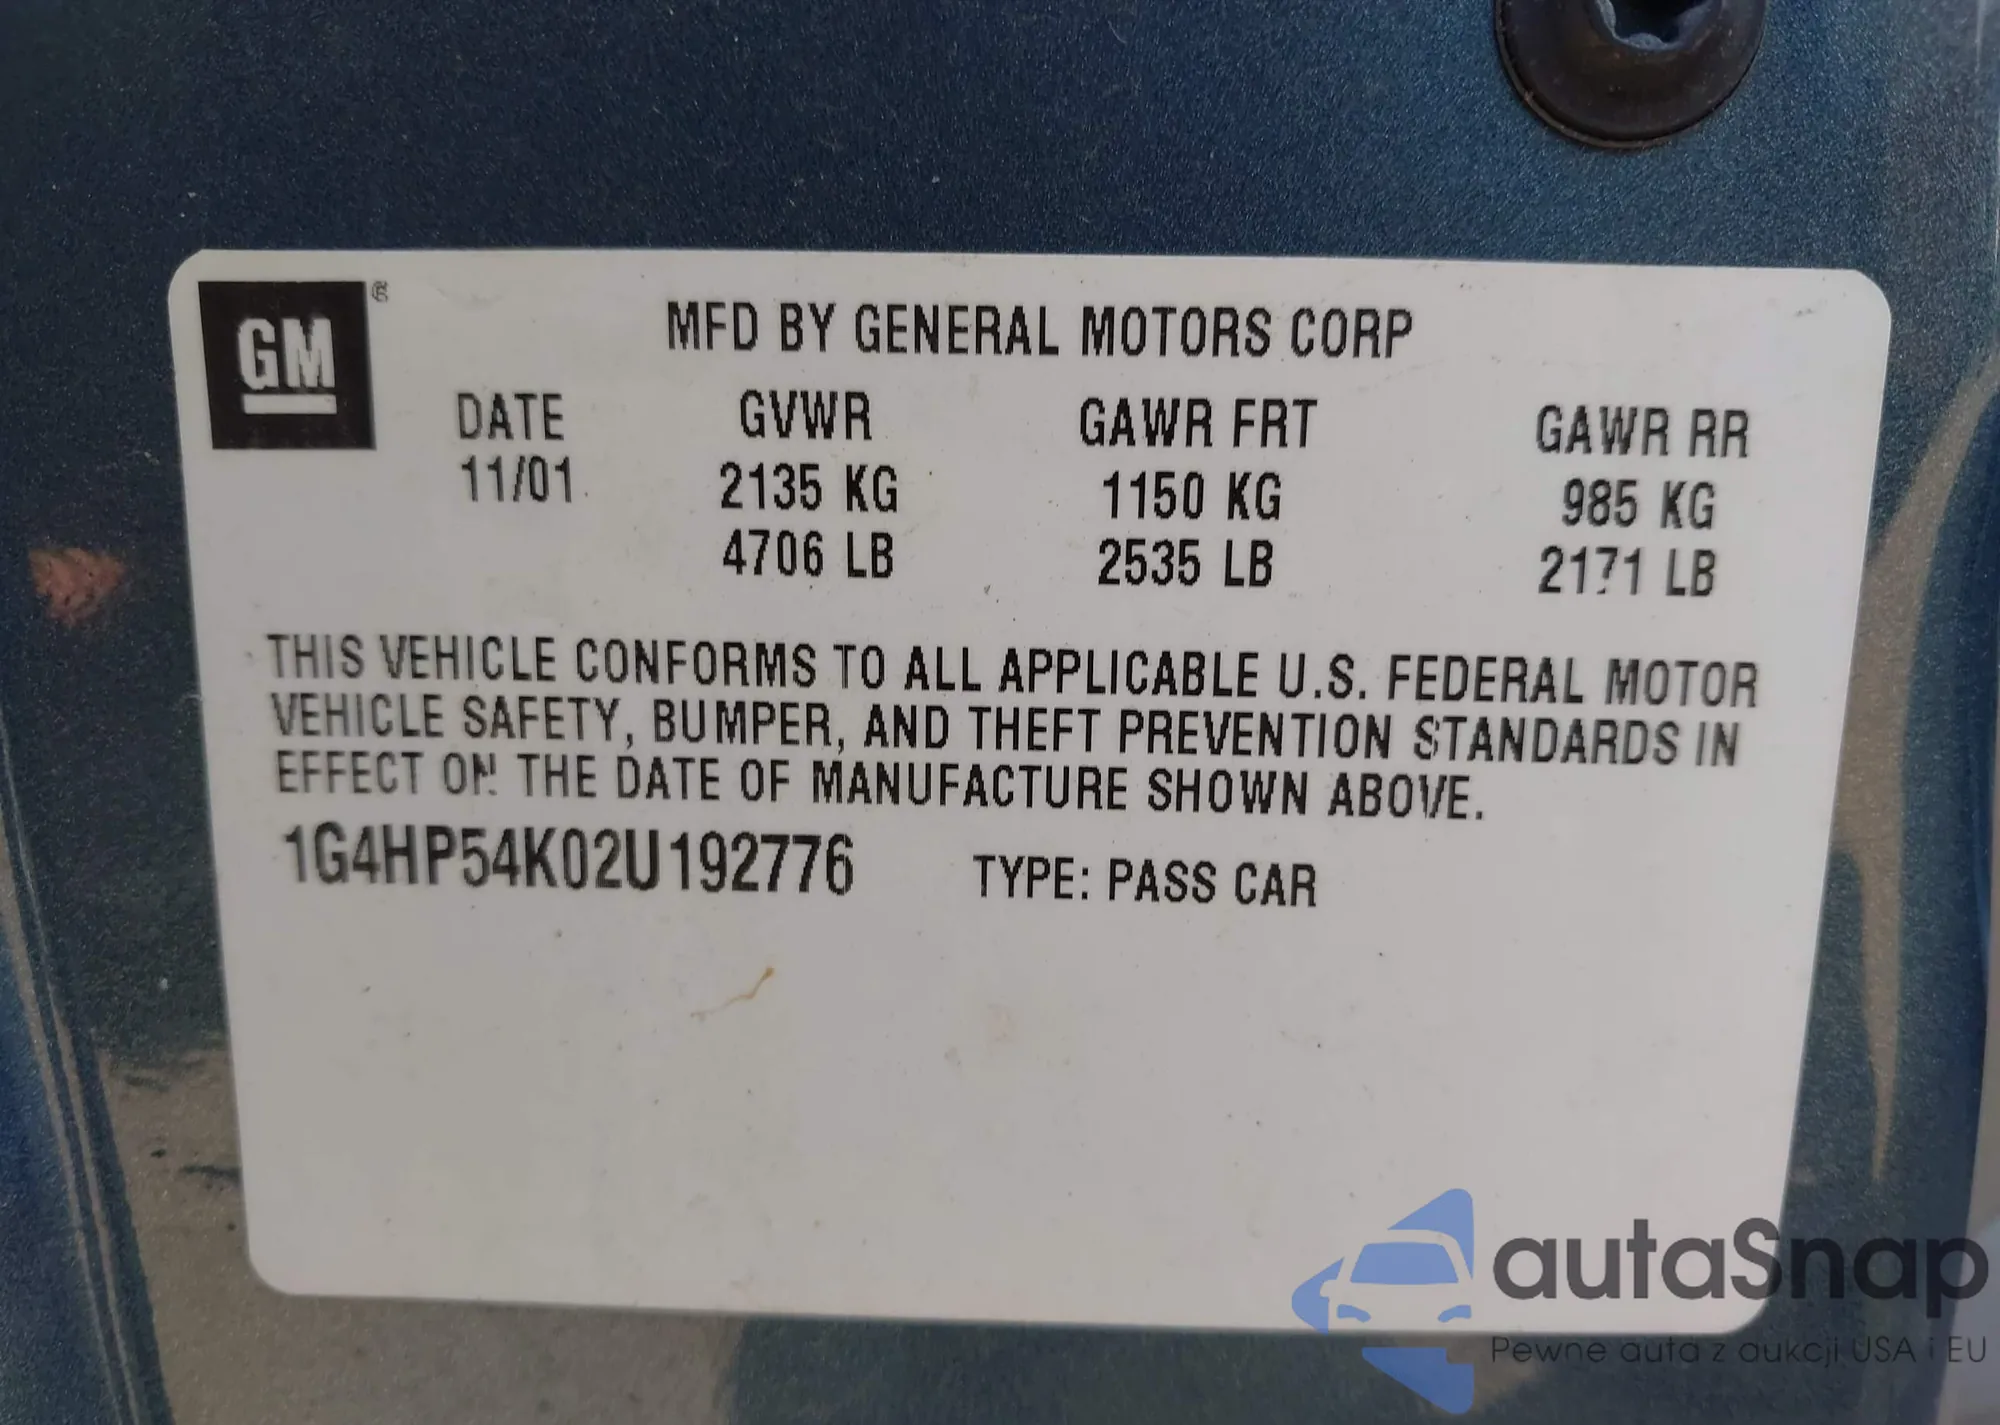 GM
MFD BY GENERAL MOTORS CORP
DATE GVWR GAWR FRT GAWR RR
11/01 2135 KG 1150 KG 985 KG
4706 LB 2535 LB 2171 LB
THIS VEHICLE CONFORMS TO ALL APPLICABLE U.S. FEDERAL MOTOR
VEHICLE SAFETY, BUMPER, AND THEFT PREVENTION STANDARDS IN
EFFECT ON THE DATE OF MANUFACTURE SHOWN ABOVE.
1G4HP54K02U192776 TYPE: PASS CAR
autaSnap
Pewne auta z aukcji USA i EU